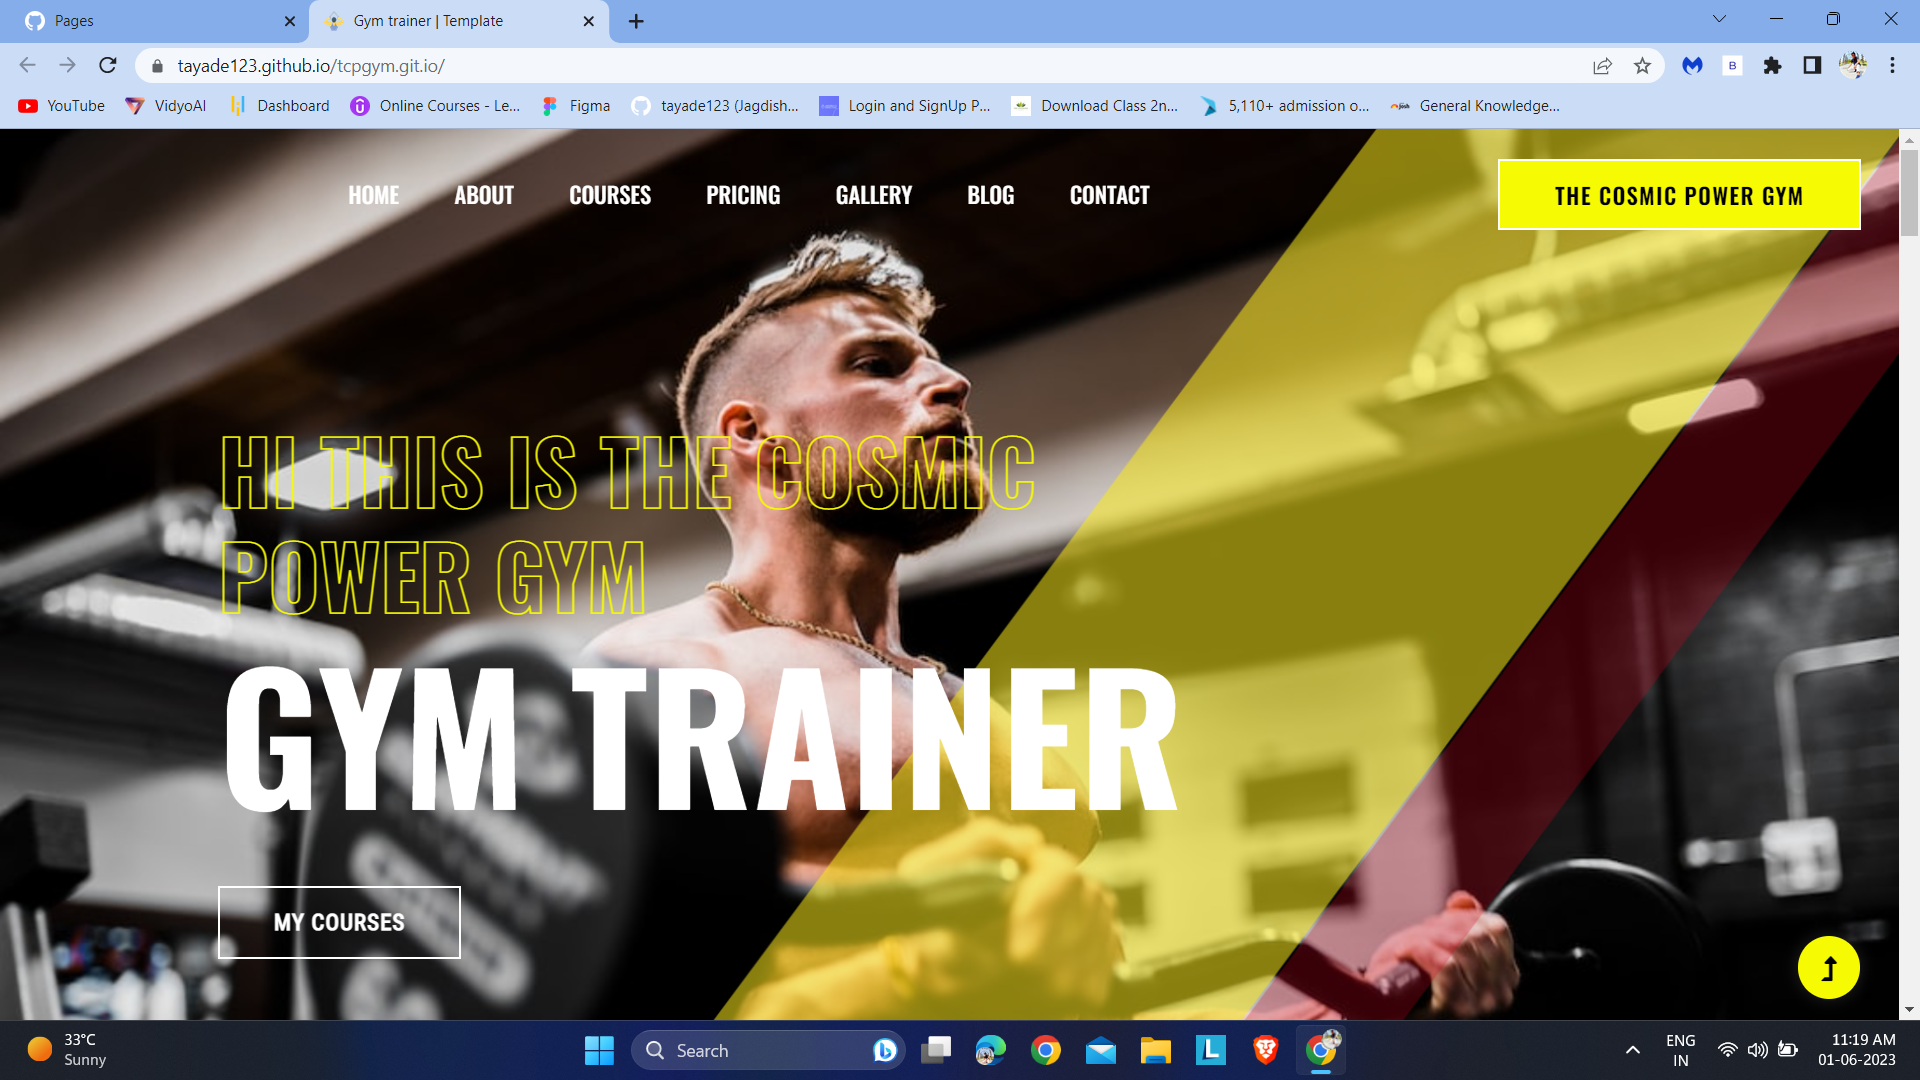 Pages
Gym trainer | Template
tayade123.github.io/tcpgym.git.io/
B
YouTube
VidyoAI
Dashboard
Online Courses - Le...
Figma
tayade123 (Jagdish...
Login and SignUp P...
Download Class 2n...
5,110+ admission o...
General Knowledge...
HOME
ABOUT
COURSES
PRICING
GALLERY
BLOG
CONTACT
THE COSMIC POWER GYM
HI THIS IS THE COSMIC
POWER GYM
GYM TRAINER
MY COURSES
33°C
Sunny
Search
L
ENG
IN
11:19 AM
01-06-2023